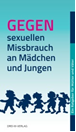 GEGEN
sexuellen
Missbrauch
an Mädchen
und Jungen